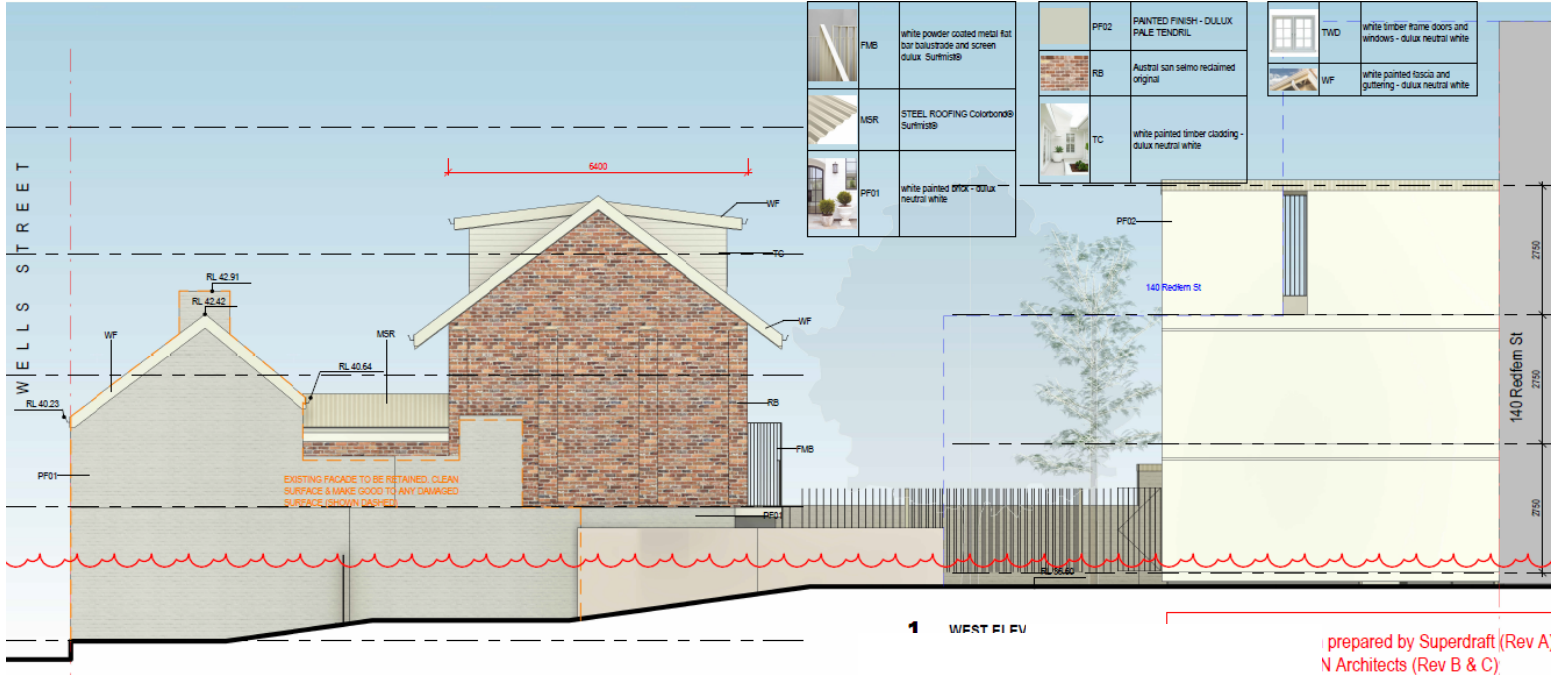 FMB
white powder coated metal flat
bar balustrade and screen
dulux Surfmist®
MSR
STEEL ROOFING Colorbond®
Surfmist®
PF01
white painted brick - dulux
neutral white
PF02
PAINTED FINISH - DULUX
PALE TENDRIL
RB
Austral san selmo reclaimed
original
TC
white painted timber cladding -
dulux neutral white
TWD
white timber frame doors and
windows - dulux neutral white
WF
white painted fascia and
guttering - dulux neutral white
WELLS STREET
6400
WF
TC
PF02
RL 42.91
RL 42.42
140 Redfern St
2750
WF
MSR
WF
RL 40.64
RL 40.23
RB
2750
140 Redfern St
FMB
PF01
EXISTING FACADE TO BE RETAINED. CLEAN
SURFACE & MAKE GOOD TO ANY DAMAGED
SURFACE (SHOWN DASHED)
PF01
2750
RL 36.60
1 WEST ELEV
prepared by Superdraft (Rev A)
N Architects (Rev B & C)